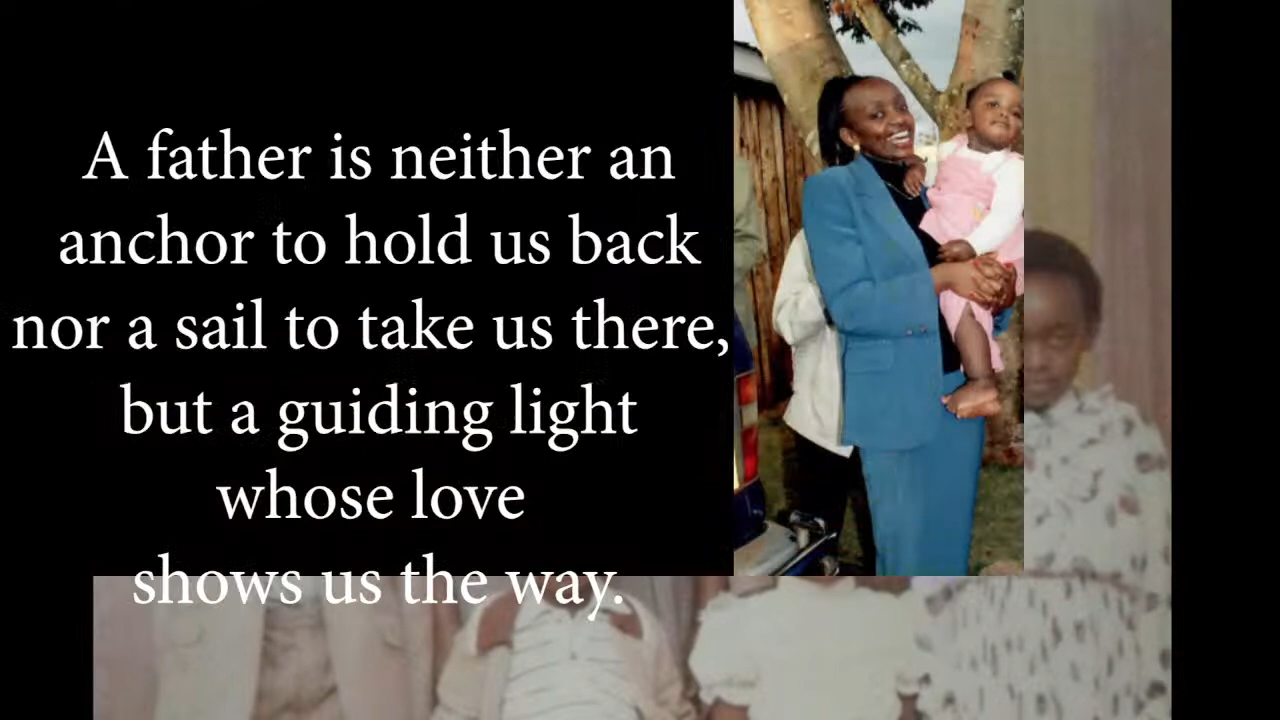 A father is neither an
anchor to hold us back
nor a sail to take us there,
but a guiding light
whose love
shows us the way.